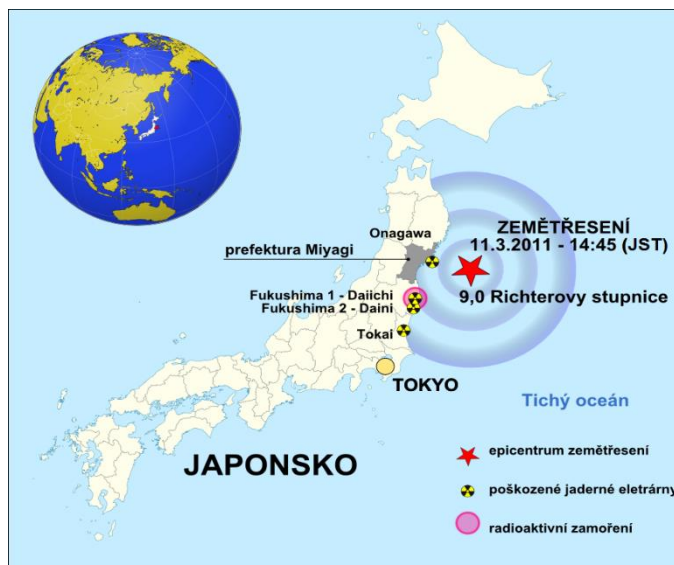 ZEMĚTŘESENÍ
11.3.2011 - 14:45 (JST)
Onagawa
prefektura Miyagi
9,0 Richterovy stupnice
Fukushima 1 - Daiichi
Fukushima 2 - Daini
Tokai
TOKYO
Tichý oceán
JAPONSKO
epicentrum zemětřesení
poškozené jaderné eletrárny
radioaktivní zamoření